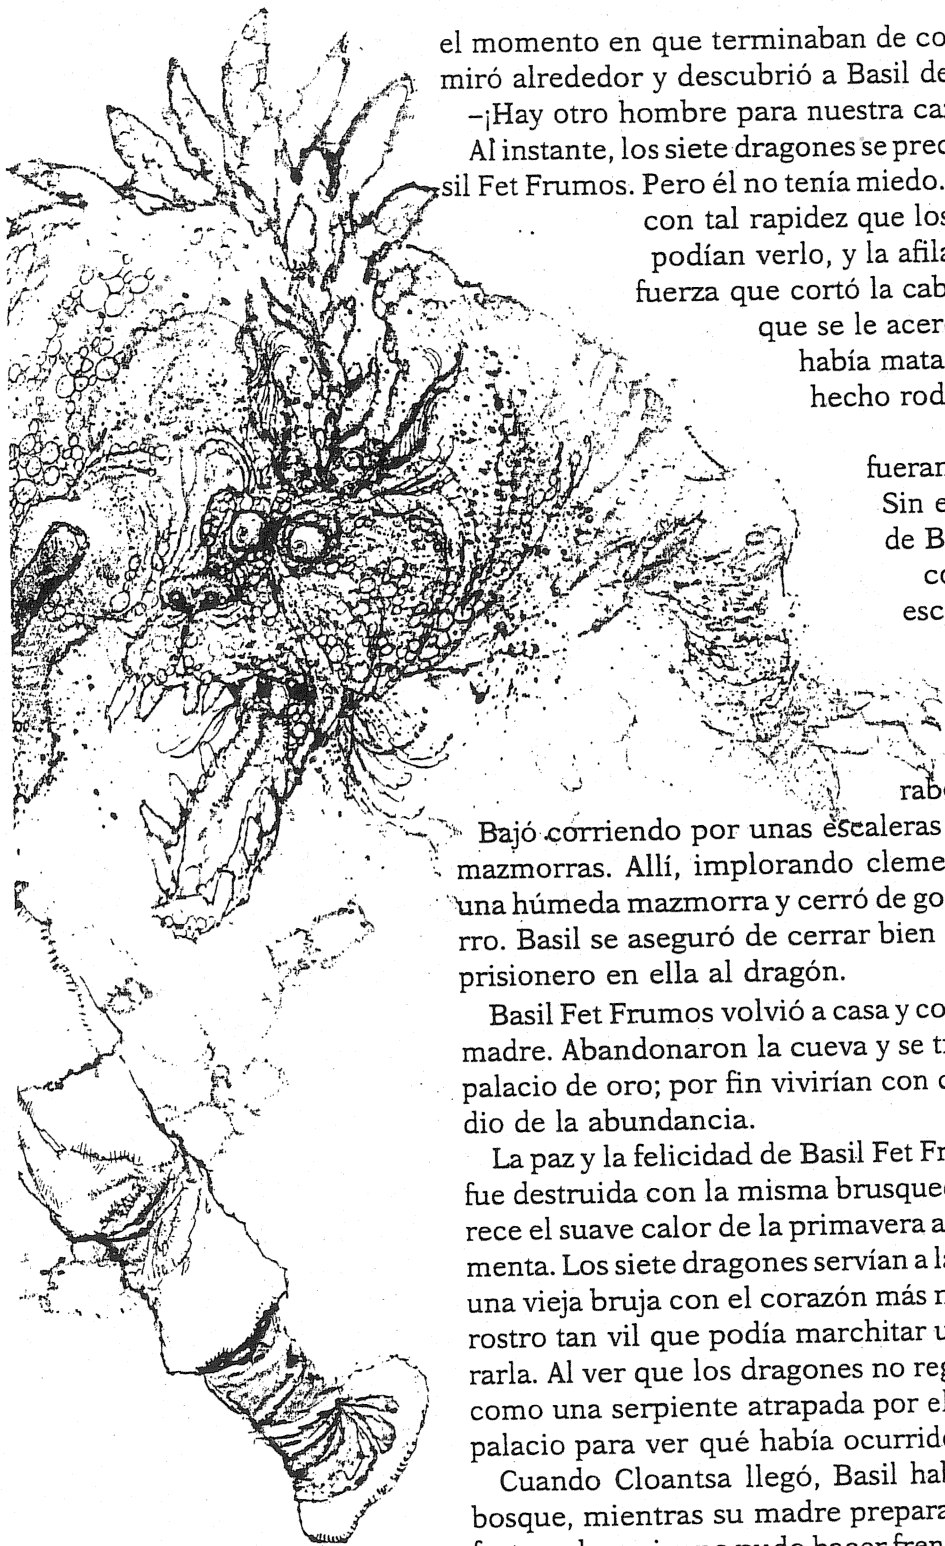 el momento en que terminaban de co
miró alrededor y descubrió a Basil de
–¡Hay otro hombre para nuestra ca
Al instante, los siete dragones se prec
sil Fet Frumos. Pero él no tenía miedo.
con tal rapidez que los
podían verlo, y la afila
fuerza que cortó la cab
que se le acer
había mata
hecho rod
fueran
Sin e
de B
co
esc
rab
Bajó corriendo por unas escaleras
mazmorras. Allí, implorando cleme
una húmeda mazmorra y cerró de go
rro. Basil se aseguró de cerrar bien
prisionero en ella al dragón.
Basil Fet Frumos volvió a casa y co
madre. Abandonaron la cueva y se t
palacio de oro; por fin vivirían con
dio de la abundancia.
La paz y la felicidad de Basil Fet Fr
fue destruida con la misma brusque
rece el suave calor de la primavera a
menta. Los siete dragones servían a la
una vieja bruja con el corazón más
rostro tan vil que podía marchitar
rarla. Al ver que los dragones no reg
como una serpiente atrapada por el
palacio para ver qué había ocurrido
Cuando Cloantsa llegó, Basil hab
bosque, mientras su madre prepara
no pudo hacer fren